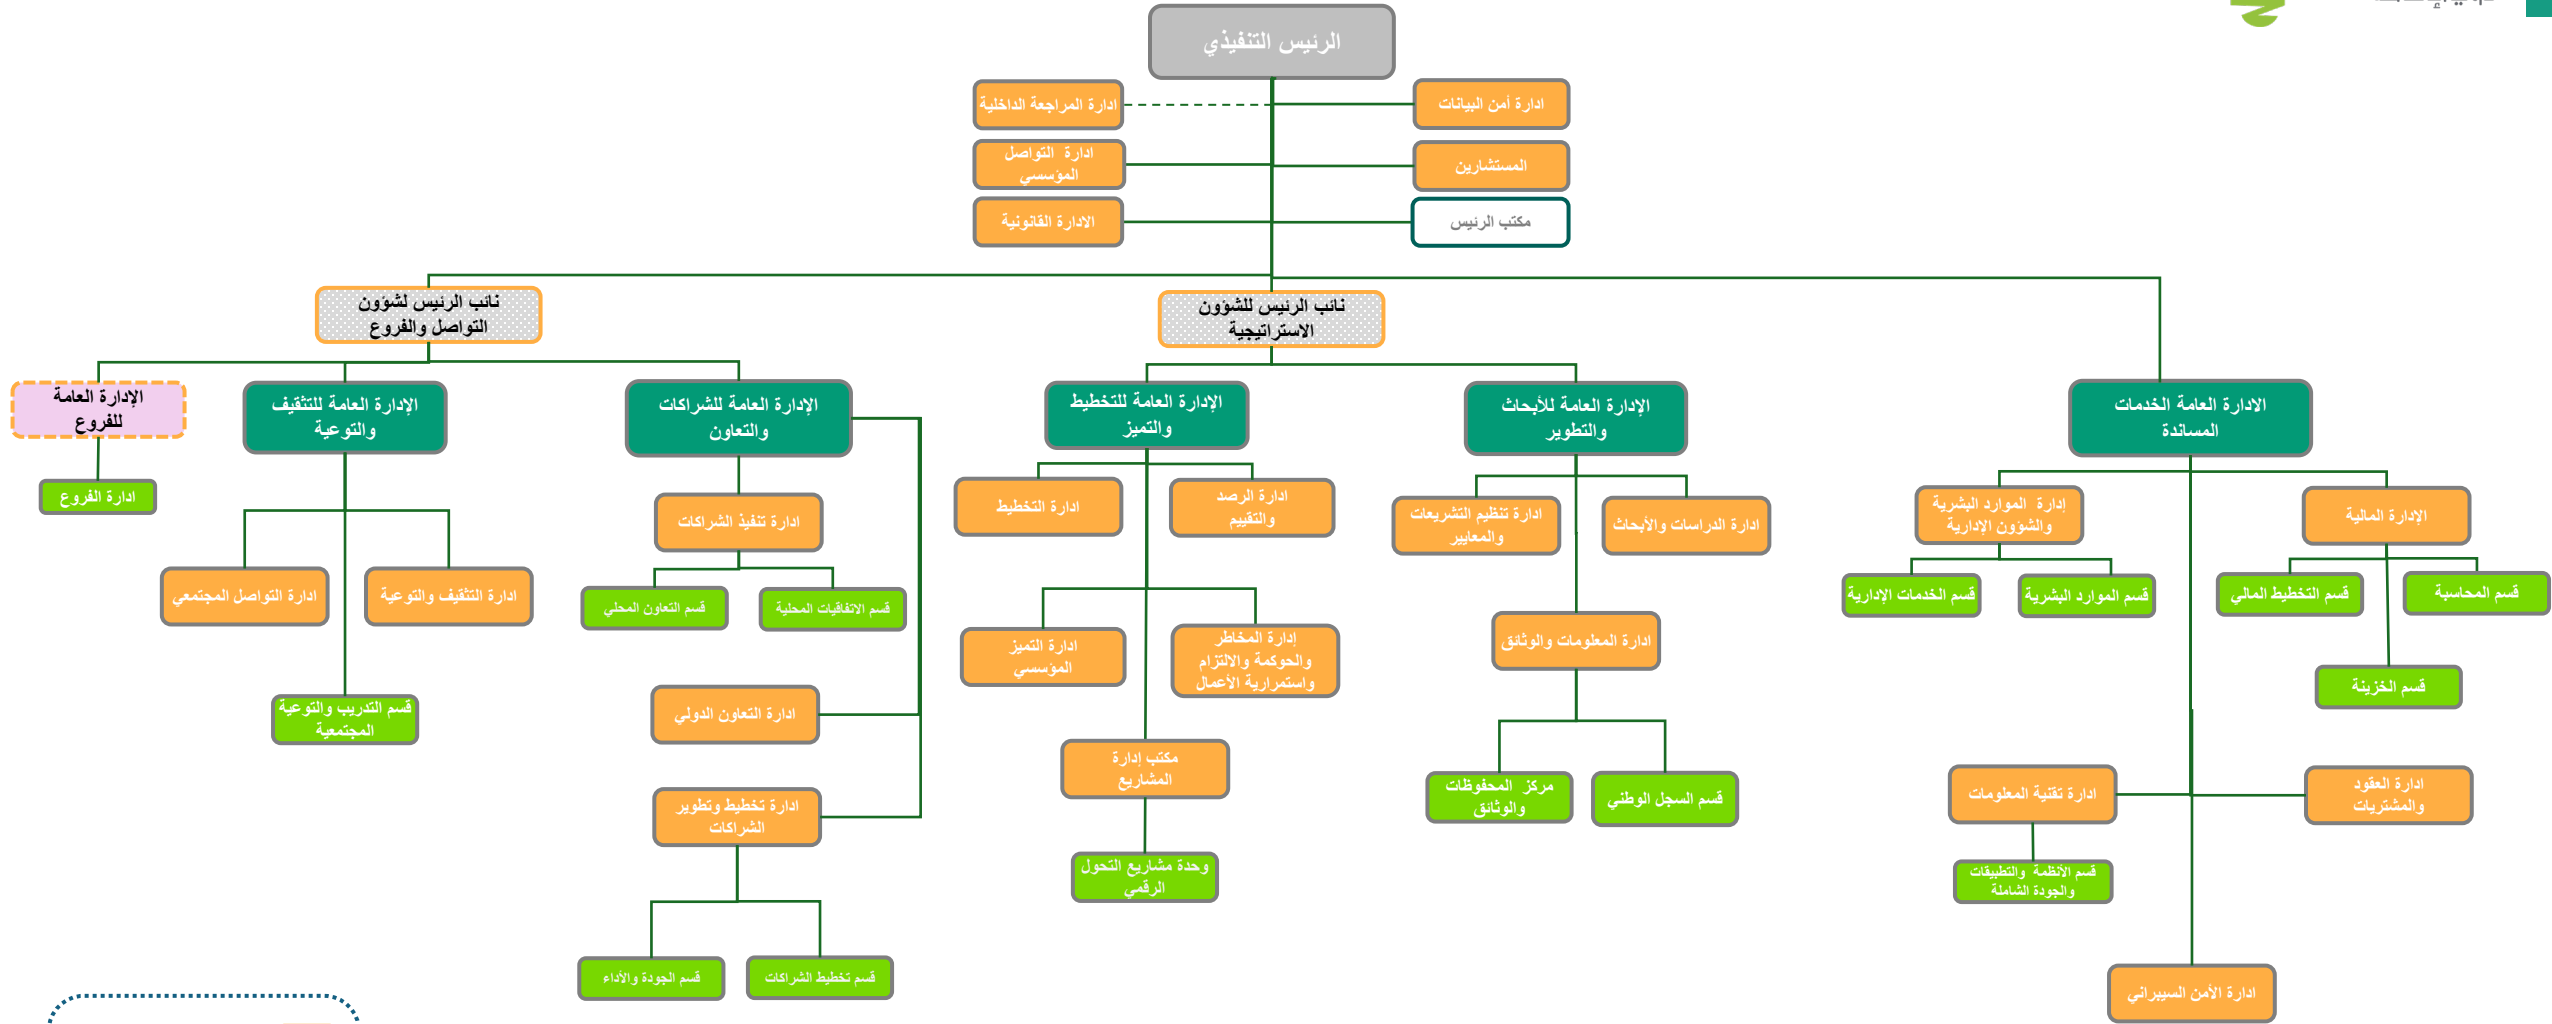 الرئيس التنفيذي
ادارة أمن البيانات
ادارة المراجعة الداخلية
المستشارين
ادارة التواصل
المؤسسي
مكتب الرئيس
الادارة القانونية
نائب الرئيس للشؤون
الاستراتيجية
نائب الرئيس لشؤون
التواصل والفروع
الادارة العامة الخدمات
المساندة
الإدارة العامة للأبحاث
والتطوير
الإدارة العامة للتخطيط
والتميز
الإدارة العامة للشراكات
والتعاون
الإدارة العامة للتثقيف
والتوعية
الإدارة العامة
للفروع
الإدارة المالية
إدارة الموارد البشرية
والشؤون الإدارية
قسم المحاسبة
قسم التخطيط المالي
قسم الموارد البشرية
قسم الخدمات الإدارية
قسم الخزينة
ادارة العقود
والمشتريات
ادارة تقنية المعلومات
قسم الأنظمة والتطبيقات
والجودة الشاملة
ادارة الأمن السيبراني
ادارة الدراسات والأبحاث
ادارة تنظيم التشريعات
والمعايير
ادارة المعلومات والوثائق
قسم السجل الوطني
مركز المحفوظات
والوثائق
ادارة الرصد
والتقييم
ادارة التخطيط
إدارة المخاطر
والحوكمة والالتزام
واستمرارية الأعمال
ادارة التميز
المؤسسي
مكتب إدارة
المشاريع
وحدة مشاريع التحول
الرقمي
ادارة تنفيذ الشراكات
قسم الاتفاقيات المحلية
قسم التعاون المحلي
ادارة التعاون الدولي
ادارة تخطيط وتطوير
الشراكات
قسم تخطيط الشراكات
قسم الجودة والأداء
ادارة التثقيف والتوعية
ادارة التواصل المجتمعي
قسم التدريب والتوعية
المجتمعية
ادارة الفروع